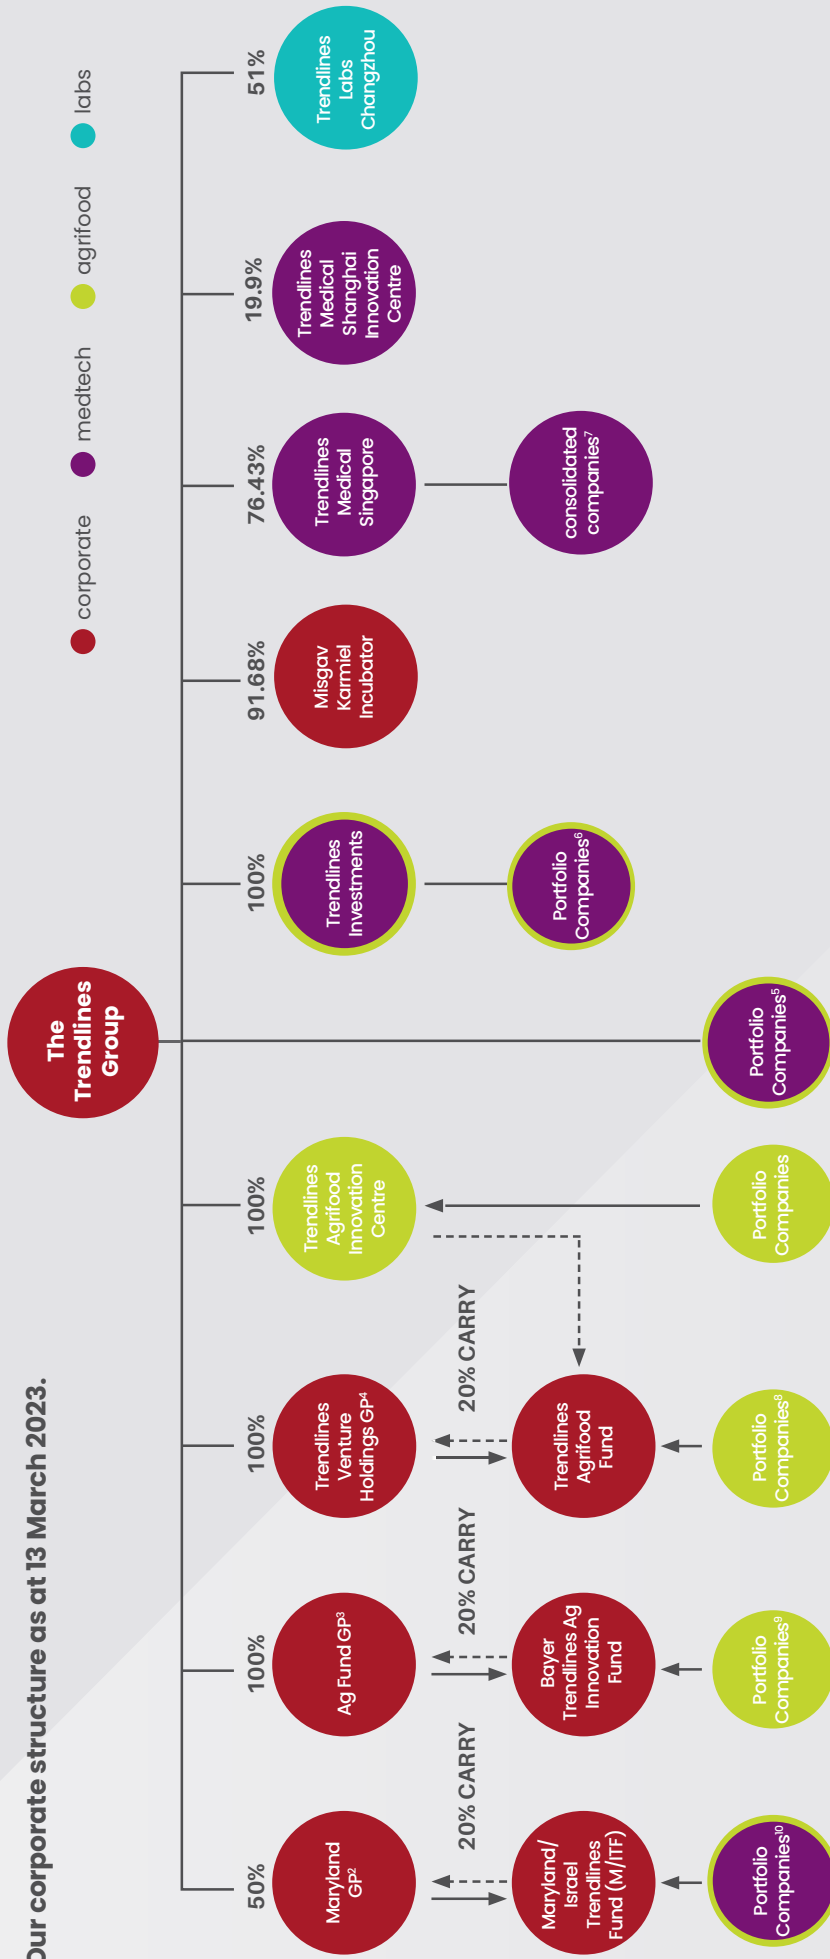 Our corporate structure as at 13 March 2023.
corporate
medtech
agrifood
labs
The
Trendlines
Group
50%
100%
100%
100%
100%
91.68%
76.43%
19.9%
51%
Maryland
GP²
Ag Fund GP³
Trendlines
Venture
Holdings GP⁴
Trendlines
Agrifood
Innovation
Centre
Trendlines
Investments
Misgav
Karmiel
Incubator
Trendlines
Medical
Singapore
Trendlines
Medical
Shanghai
Innovation
Centre
Trendlines
Labs
Changzhou
20% CARRY
20% CARRY
20% CARRY
Maryland/
Israel
Trendlines
Fund (M/ITF)
Bayer
Trendlines Ag
Innovation
Fund
Trendlines
Agrifood
Fund
Portfolio
Companies⁶
consolidated
companies⁷
Portfolio
Companies¹⁰
Portfolio
Companies⁹
Portfolio
Companies⁸
Portfolio
Companies
Portfolio
Companies⁵